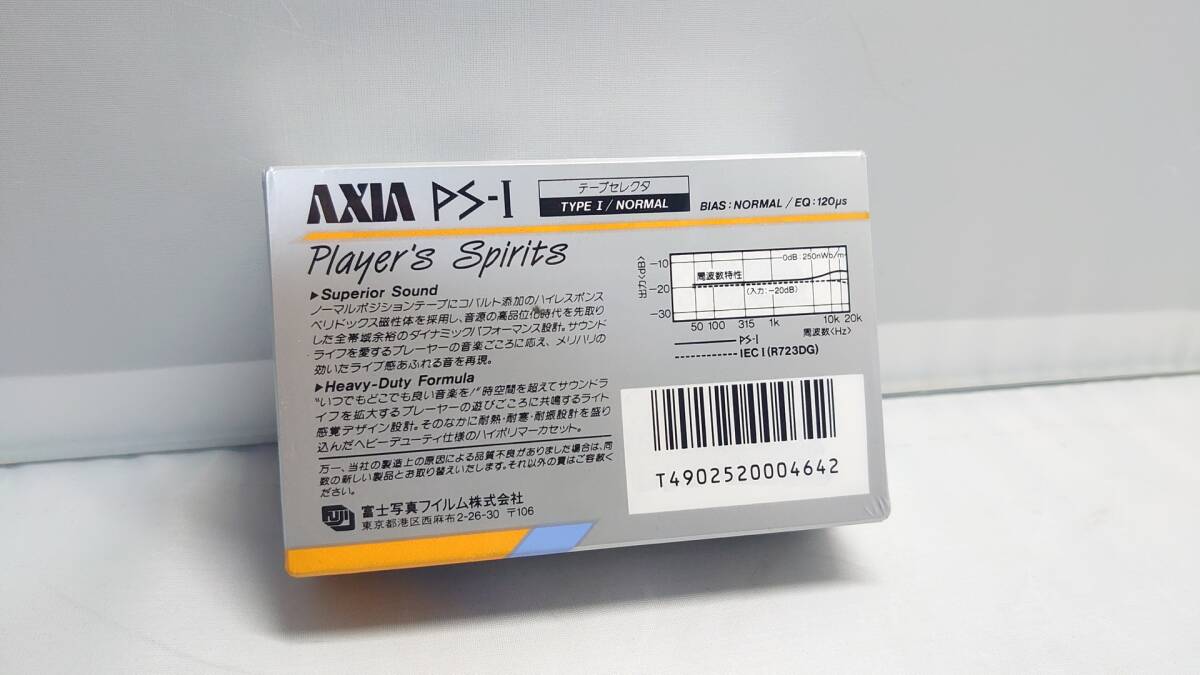 AXIA PS-I テープセレクタ
TYPE I / NORMAL BIAS : NORMAL / EQ : 120μs
Player's Spirits
▶Superior Sound
ノーマルポジションテープにコバルト添加のハイレスポンス
ベリドックス磁性体を採用し、音源の高品位化時代を先取り
した全帯域余裕のダイナミックパフォーマンス設計。サウンド
ライフを愛するプレーヤーの音楽ごころに応え、メリハリの
効いたライブ感あふれる音を再現。
▶Heavy-Duty Formula
"いつでもどこでも良い音楽を!"時空間を超えてサウンドラ
イフを拡大するプレーヤーの遊びごころに共鳴するライト
感覚デザイン設計。そのなかに耐熱・耐寒・耐振設計を盛り
込んだヘビーデューティ仕様のハイポリマーカセット。
万一、当社の製造上の原因による品質不良がありました場合は、同
数の新しい製品とお取り替えいたします。それ以外の責はご容赦く
ださい。
FUJI 富士写真フイルム株式会社
東京都港区西麻布2-26-30 〒106
出力<dB>
-10
-20
-30
0dB : 250nWb/m
周波数特性
(入力 : -20dB)
50 100 315 1k 10k 20k
周波数<Hz>
PS-I
IEC I (R723DG)
T4902520004642